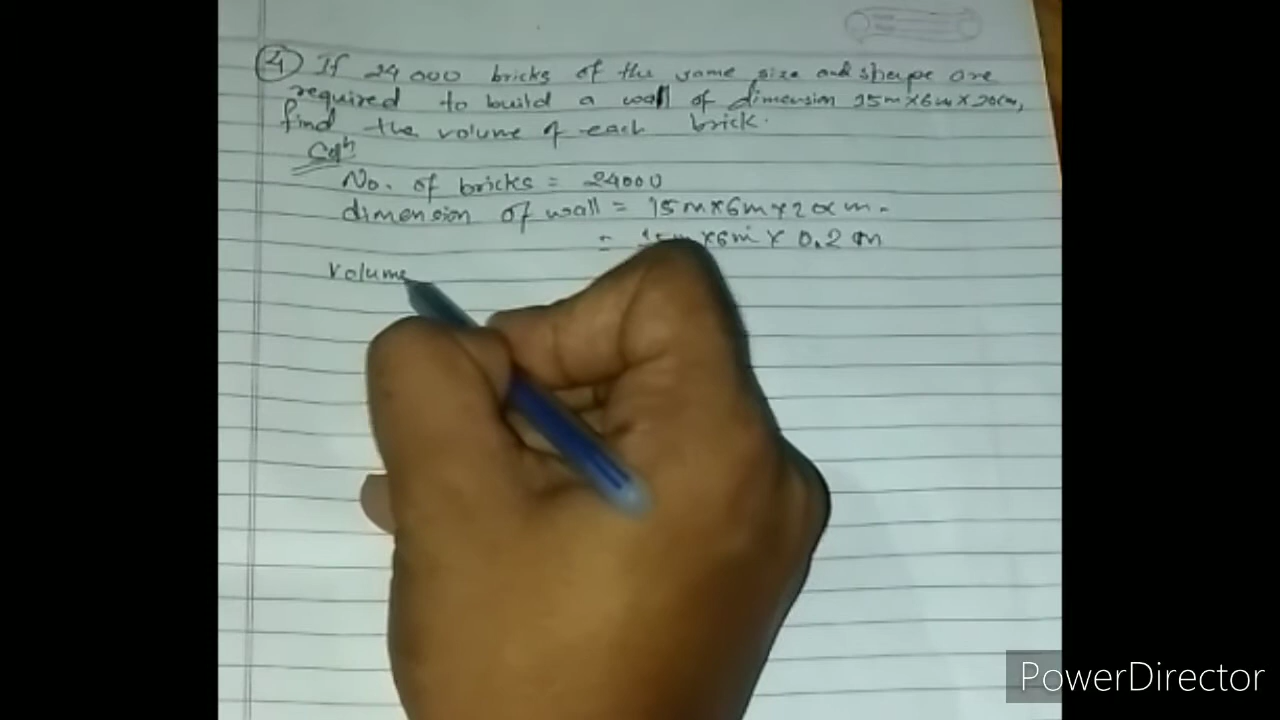 4 If 24000 bricks of the same size and shape are
required to build a wall of dimension 15m×6m×20cm,
find the volume of each brick.
Solⁿ
No. of bricks = 24000
dimension of wall = 15m×6m×20cm.
= 15m×6m × 0.2 m
Volume
PowerDirector